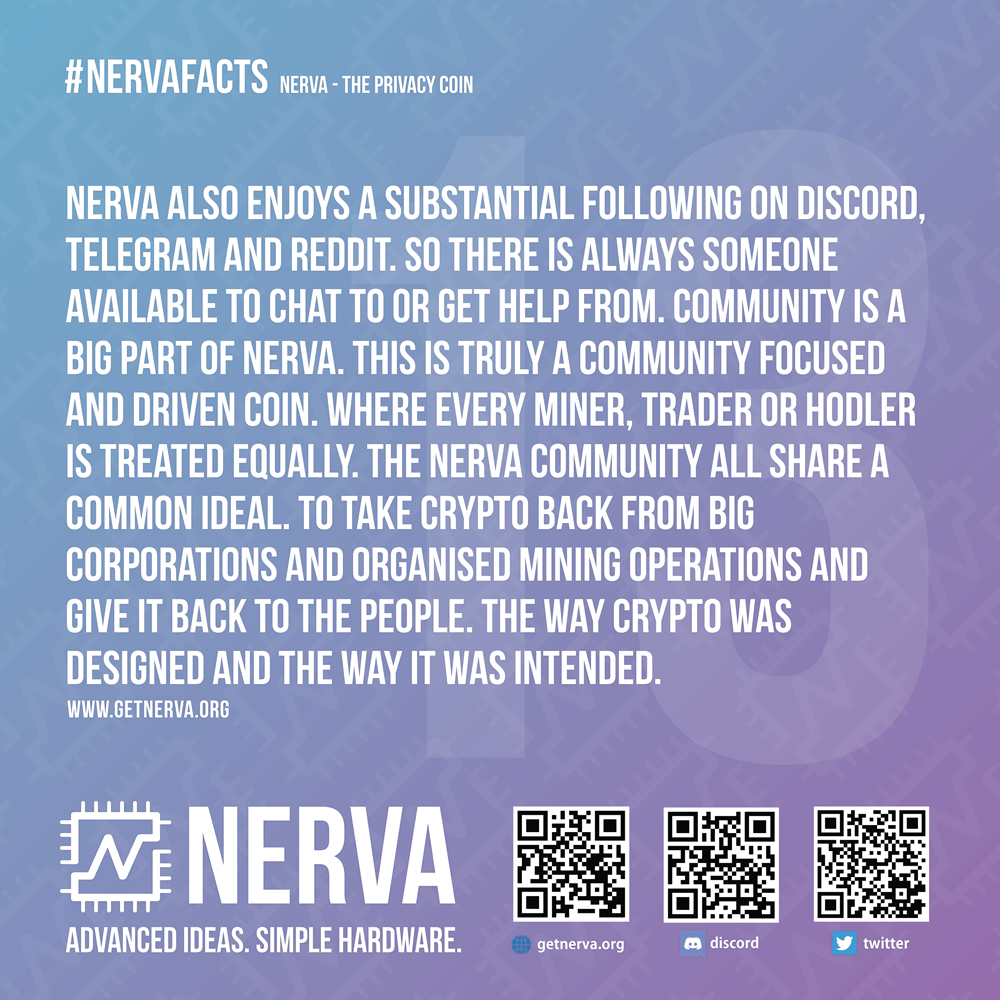 #NERVAFACTS NERVA - THE PRIVACY COIN
18
NERVA ALSO ENJOYS A SUBSTANTIAL FOLLOWING ON DISCORD,
TELEGRAM AND REDDIT. SO THERE IS ALWAYS SOMEONE
AVAILABLE TO CHAT TO OR GET HELP FROM. COMMUNITY IS A
BIG PART OF NERVA. THIS IS TRULY A COMMUNITY FOCUSED
AND DRIVEN COIN. WHERE EVERY MINER, TRADER OR HODLER
IS TREATED EQUALLY. THE NERVA COMMUNITY ALL SHARE A
COMMON IDEAL. TO TAKE CRYPTO BACK FROM BIG
CORPORATIONS AND ORGANISED MINING OPERATIONS AND
GIVE IT BACK TO THE PEOPLE. THE WAY CRYPTO WAS
DESIGNED AND THE WAY IT WAS INTENDED.
WWW.GETNERVA.ORG
NERVA
ADVANCED IDEAS. SIMPLE HARDWARE.
getnerva.org
discord
twitter